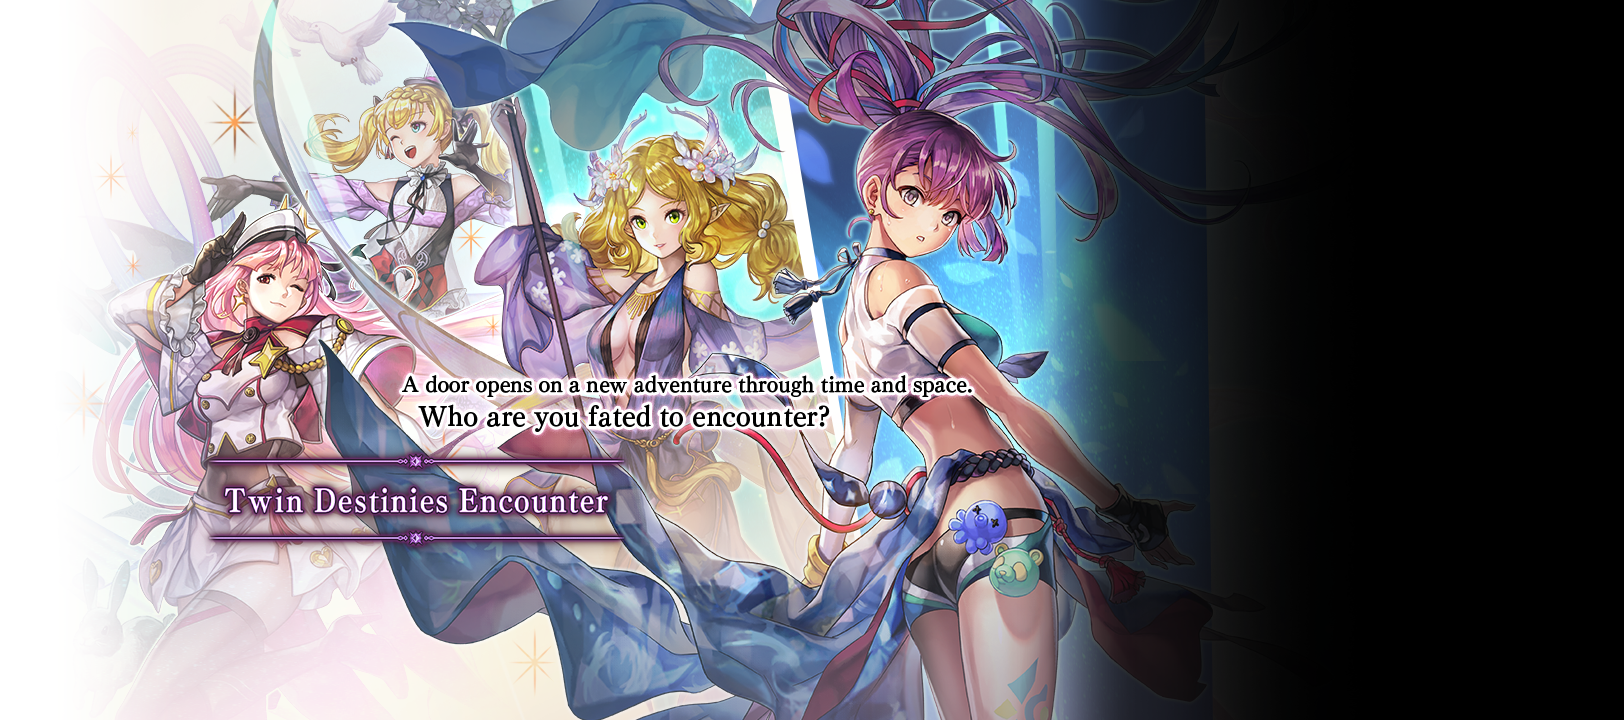 A door opens on a new adventure through time and space.
Who are you fated to encounter?
Twin Destinies Encounter